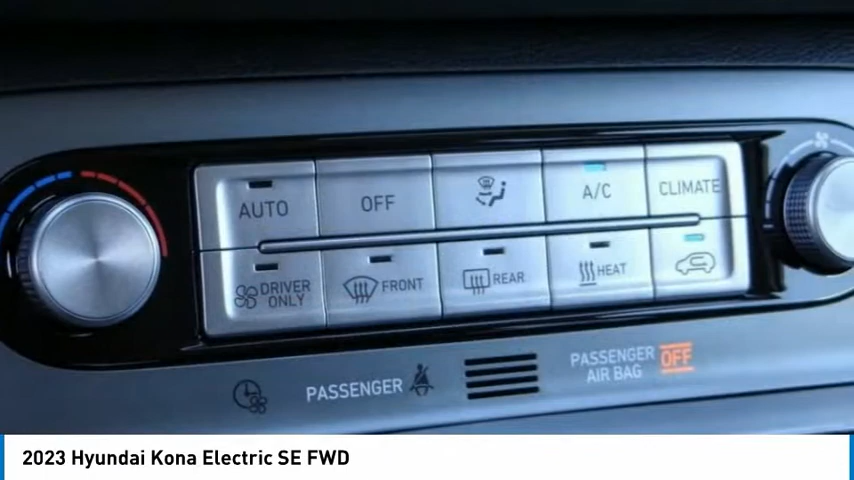 AUTO
OFF
A/C
CLIMATE
DRIVER
ONLY
FRONT
REAR
HEAT
PASSENGER
PASSENGER
AIR BAG
OFF
2023 Hyundai Kona Electric SE FWD